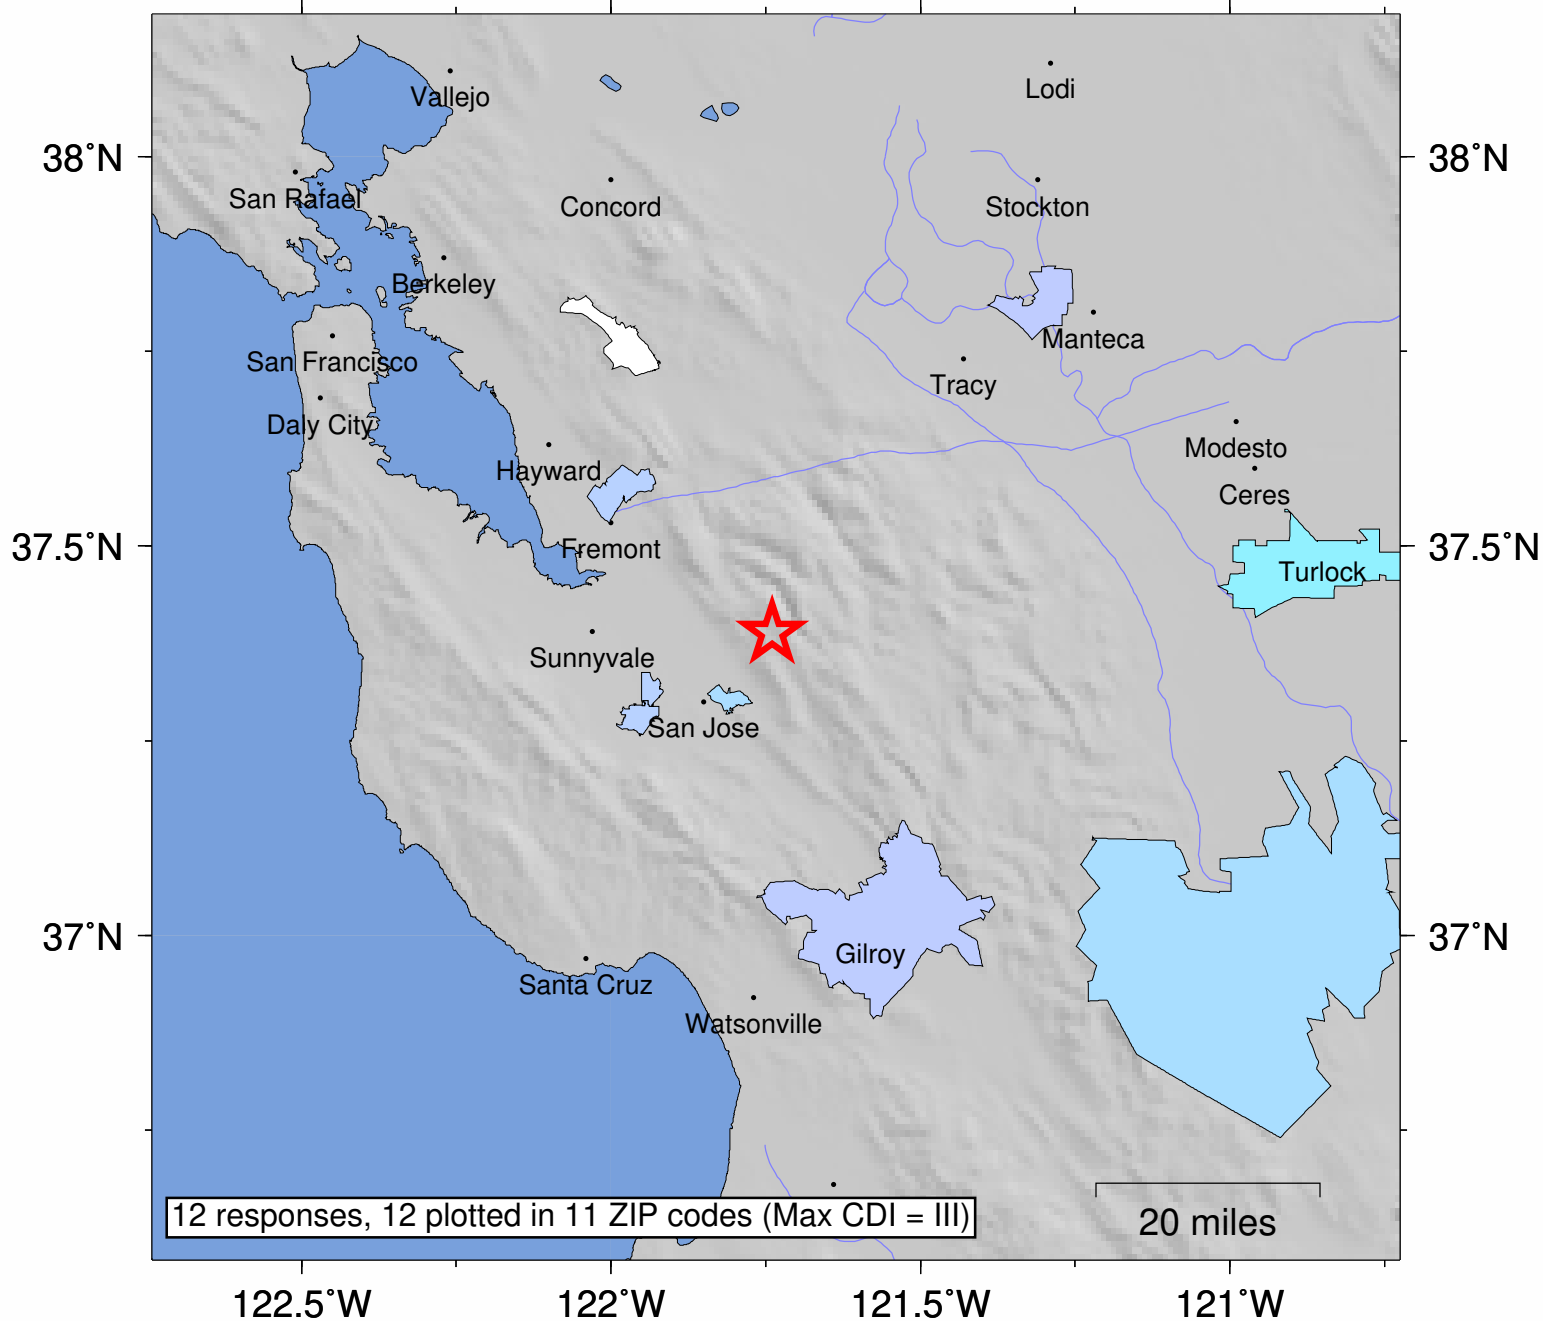 Vallejo
Lodi
38˚N
38˚N
San Rafael
Concord
Stockton
Berkeley
San Francisco
Manteca
Tracy
Daly City
Modesto
Hayward
Ceres
37.5˚N
Fremont
37.5˚N
Turlock
Sunnyvale
San Jose
37˚N
37˚N
Gilroy
Santa Cruz
Watsonville
12 responses, 12 plotted in 11 ZIP codes (Max CDI = III)
20 miles
122.5˚W
122˚W
121.5˚W
121˚W